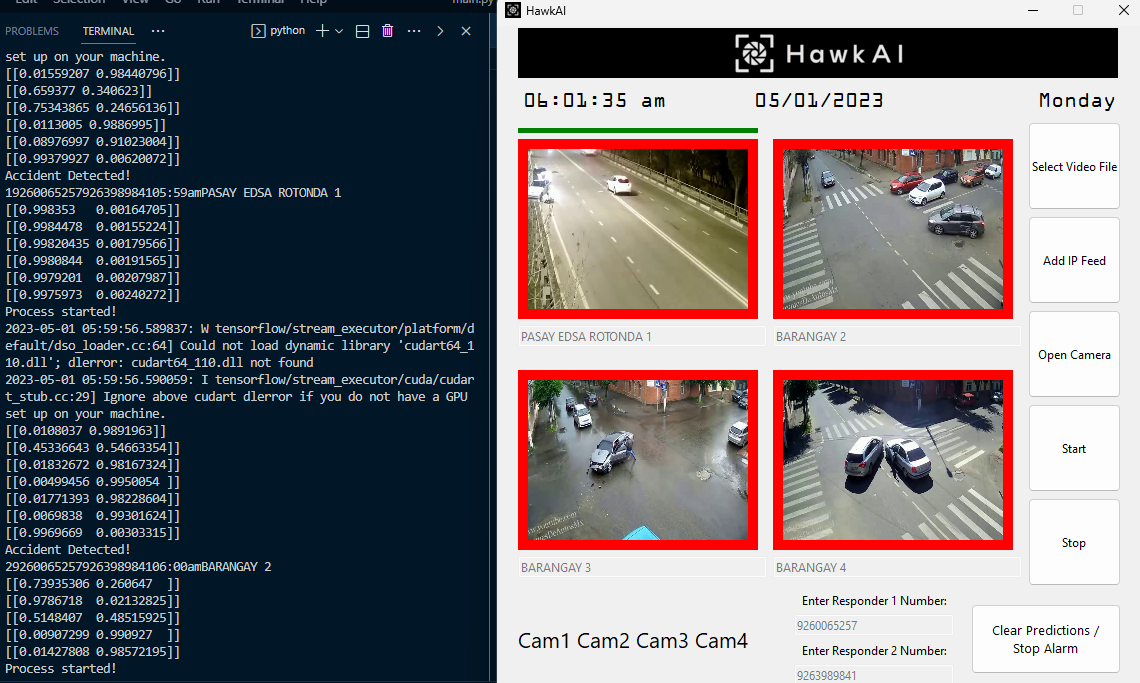 Edit Selection View Go Run Terminal Help
main.py
PROBLEMS TERMINAL ··· python
set up on your machine.
[[0.01559207 0.98440796]]
[[0.659377 0.340623]]
[[0.75343865 0.24656136]]
[[0.0113005 0.9886995]]
[[0.08976997 0.91023004]]
[[0.99379927 0.00620072]]
Accident Detected!
19260065257926398984105:59amPASAY EDSA ROTONDA 1
[[0.998353   0.00164705]]
[[0.9984478  0.00155224]]
[[0.99820435 0.00179566]]
[[0.9980844  0.00191565]]
[[0.9979201  0.00207987]]
[[0.9975973  0.00240272]]
Process started!
2023-05-01 05:59:56.589837: W tensorflow/stream_executor/platform/d
efault/dso_loader.cc:64] Could not load dynamic library 'cudart64_1
10.dll'; dlerror: cudart64_110.dll not found
2023-05-01 05:59:56.590059: I tensorflow/stream_executor/cuda/cudar
t_stub.cc:29] Ignore above cudart dlerror if you do not have a GPU
set up on your machine.
[[0.0108037 0.9891963]]
[[0.45336643 0.54663354]]
[[0.01832672 0.98167324]]
[[0.00499456 0.9950054 ]]
[[0.01771393 0.98228604]]
[[0.0069838  0.99301624]]
[[0.9969669  0.00303315]]
Accident Detected!
29260065257926398984106:00amBARANGAY 2
[[0.73935306 0.260647  ]]
[[0.9786718  0.02132825]]
[[0.5148407  0.48515925]]
[[0.00907299 0.990927  ]]
[[0.01427808 0.98572195]]
Process started!
HawkAI
HawkAI
06:01:35 am 05/01/2023 Monday
PASAY EDSA ROTONDA 1
BARANGAY 2
BARANGAY 3
BARANGAY 4
Select Video File
Add IP Feed
Open Camera
Start
Stop
Cam1 Cam2 Cam3 Cam4
Enter Responder 1 Number:
9260065257
Enter Responder 2 Number:
9263989841
Clear Predictions /
Stop Alarm